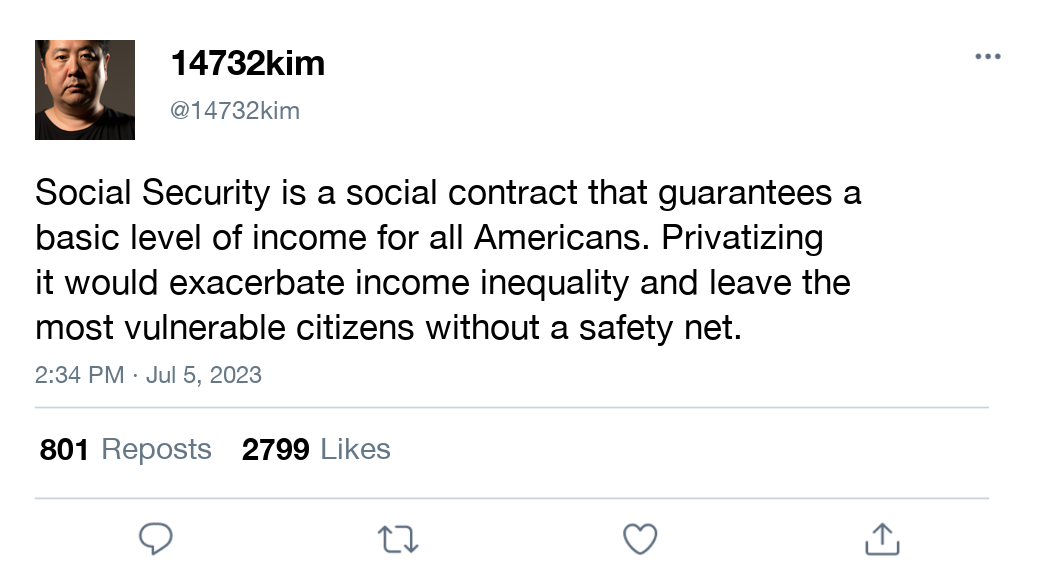 14732kim
@14732kim
Social Security is a social contract that guarantees a
basic level of income for all Americans. Privatizing
it would exacerbate income inequality and leave the
most vulnerable citizens without a safety net.
2:34 PM · Jul 5, 2023
801 Reposts 2799 Likes